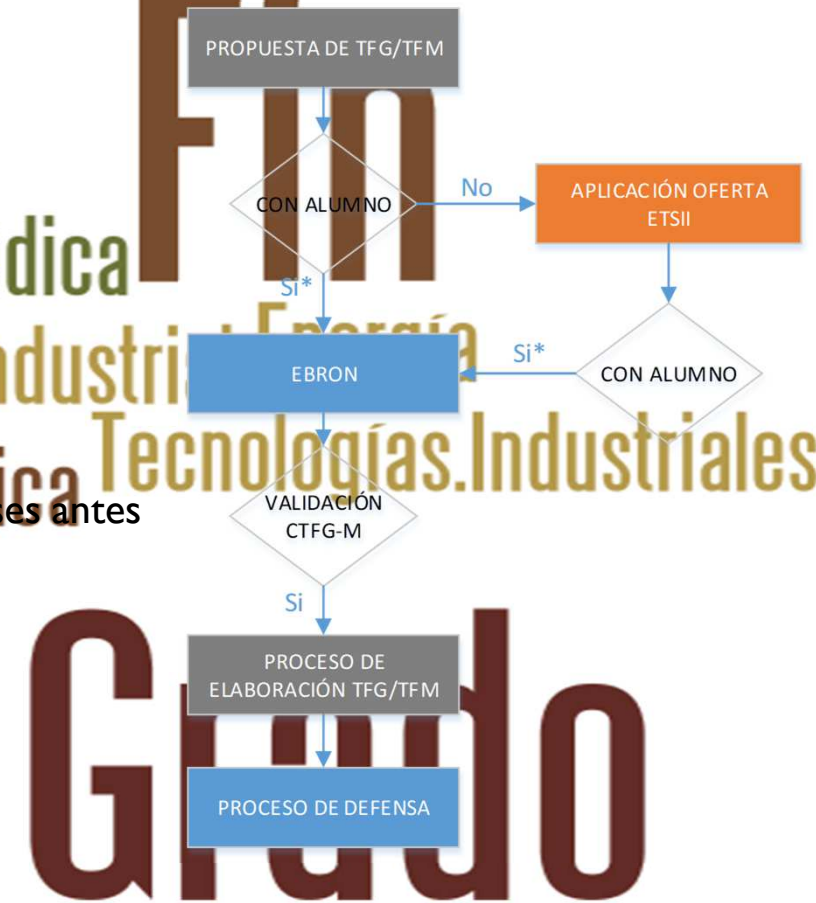 Fin
PROPUESTA DE TFG/TFM
CON ALUMNO
No
APLICACIÓN OFERTA
ETSII
dica
Si*
Energía
EBRON
Si*
CON ALUMNO
Tecnologías.Industriales
antes
VALIDACIÓN
CTFG-M
Si
PROCESO DE
ELABORACIÓN TFG/TFM
Grado
PROCESO DE DEFENSA